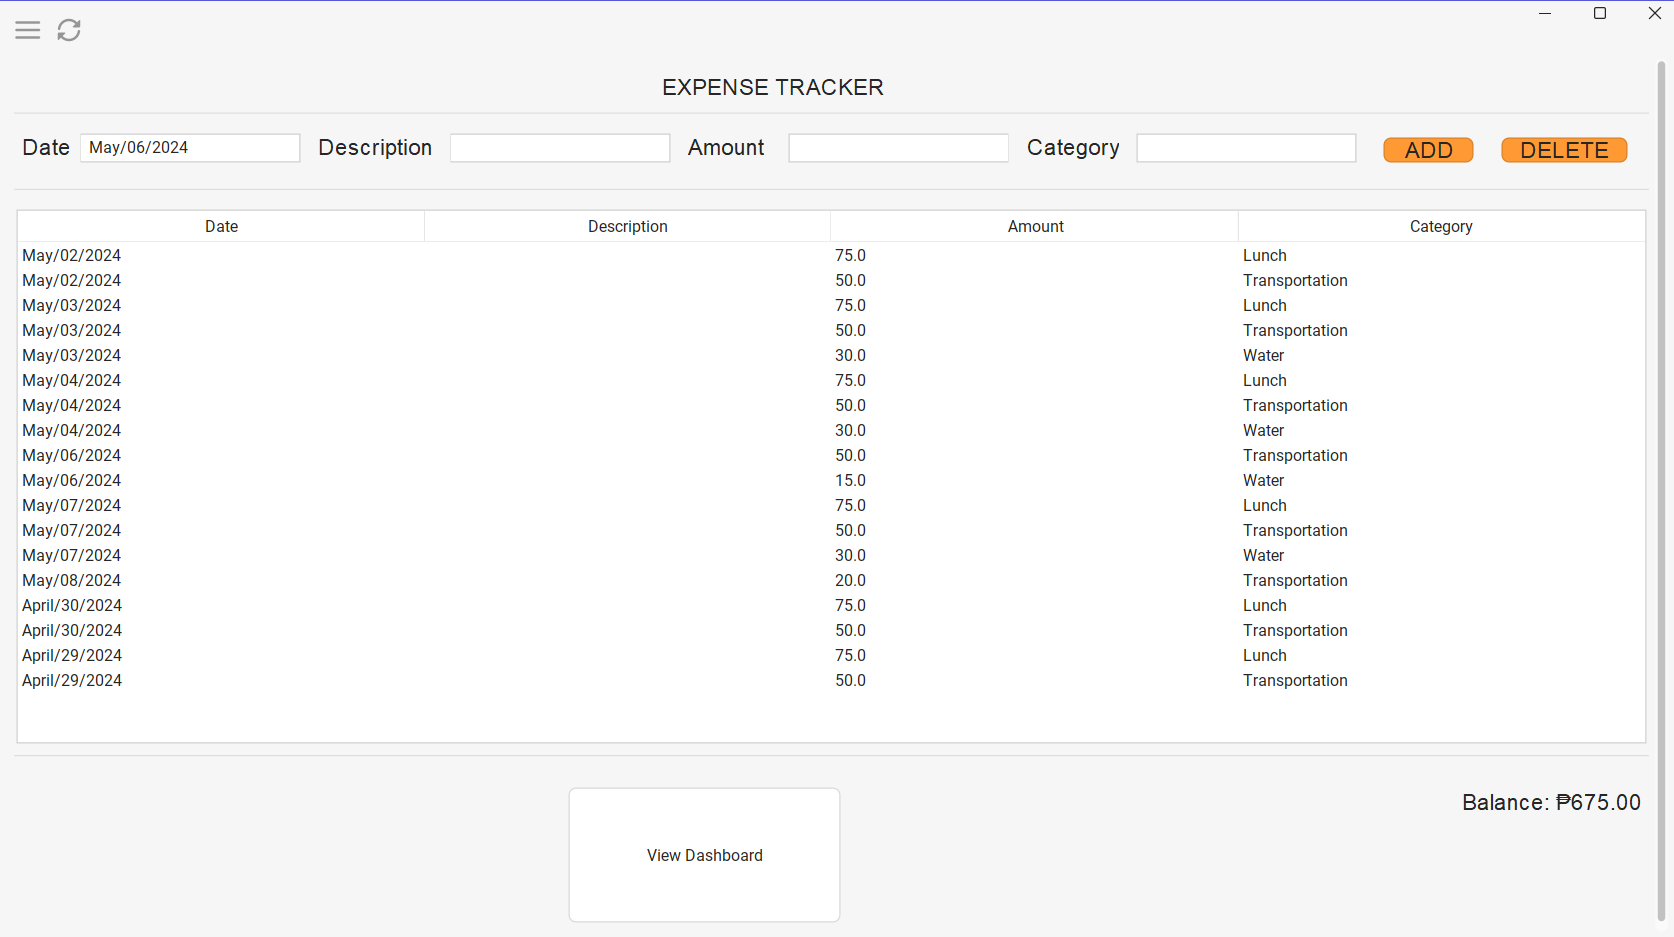 EXPENSE TRACKER
Date May/06/2024 Description Amount Category ADD DELETE
Date Description Amount Category
May/02/2024 75.0 Lunch
May/02/2024 50.0 Transportation
May/03/2024 75.0 Lunch
May/03/2024 50.0 Transportation
May/03/2024 30.0 Water
May/04/2024 75.0 Lunch
May/04/2024 50.0 Transportation
May/04/2024 30.0 Water
May/06/2024 50.0 Transportation
May/06/2024 15.0 Water
May/07/2024 75.0 Lunch
May/07/2024 50.0 Transportation
May/07/2024 30.0 Water
May/08/2024 20.0 Transportation
April/30/2024 75.0 Lunch
April/30/2024 50.0 Transportation
April/29/2024 75.0 Lunch
April/29/2024 50.0 Transportation
Balance: ₱675.00
View Dashboard